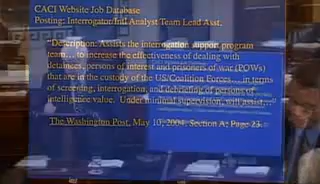 CACI Website Job Database
Posting: Interrogator/Intl Analyst Team Lead Asst.
"Description: Assists the interrogation support program
team… to increase the effectiveness of dealing with
detainees, persons of interest and prisoners of war (POWs)
that are in the custody of the US/Coalition Forces… in terms
of screening, interrogation, and debriefing of persons of
intelligence value. Under minimal supervision, will assist…"
The Washington Post, May 10, 2004, Section A; Page 23.